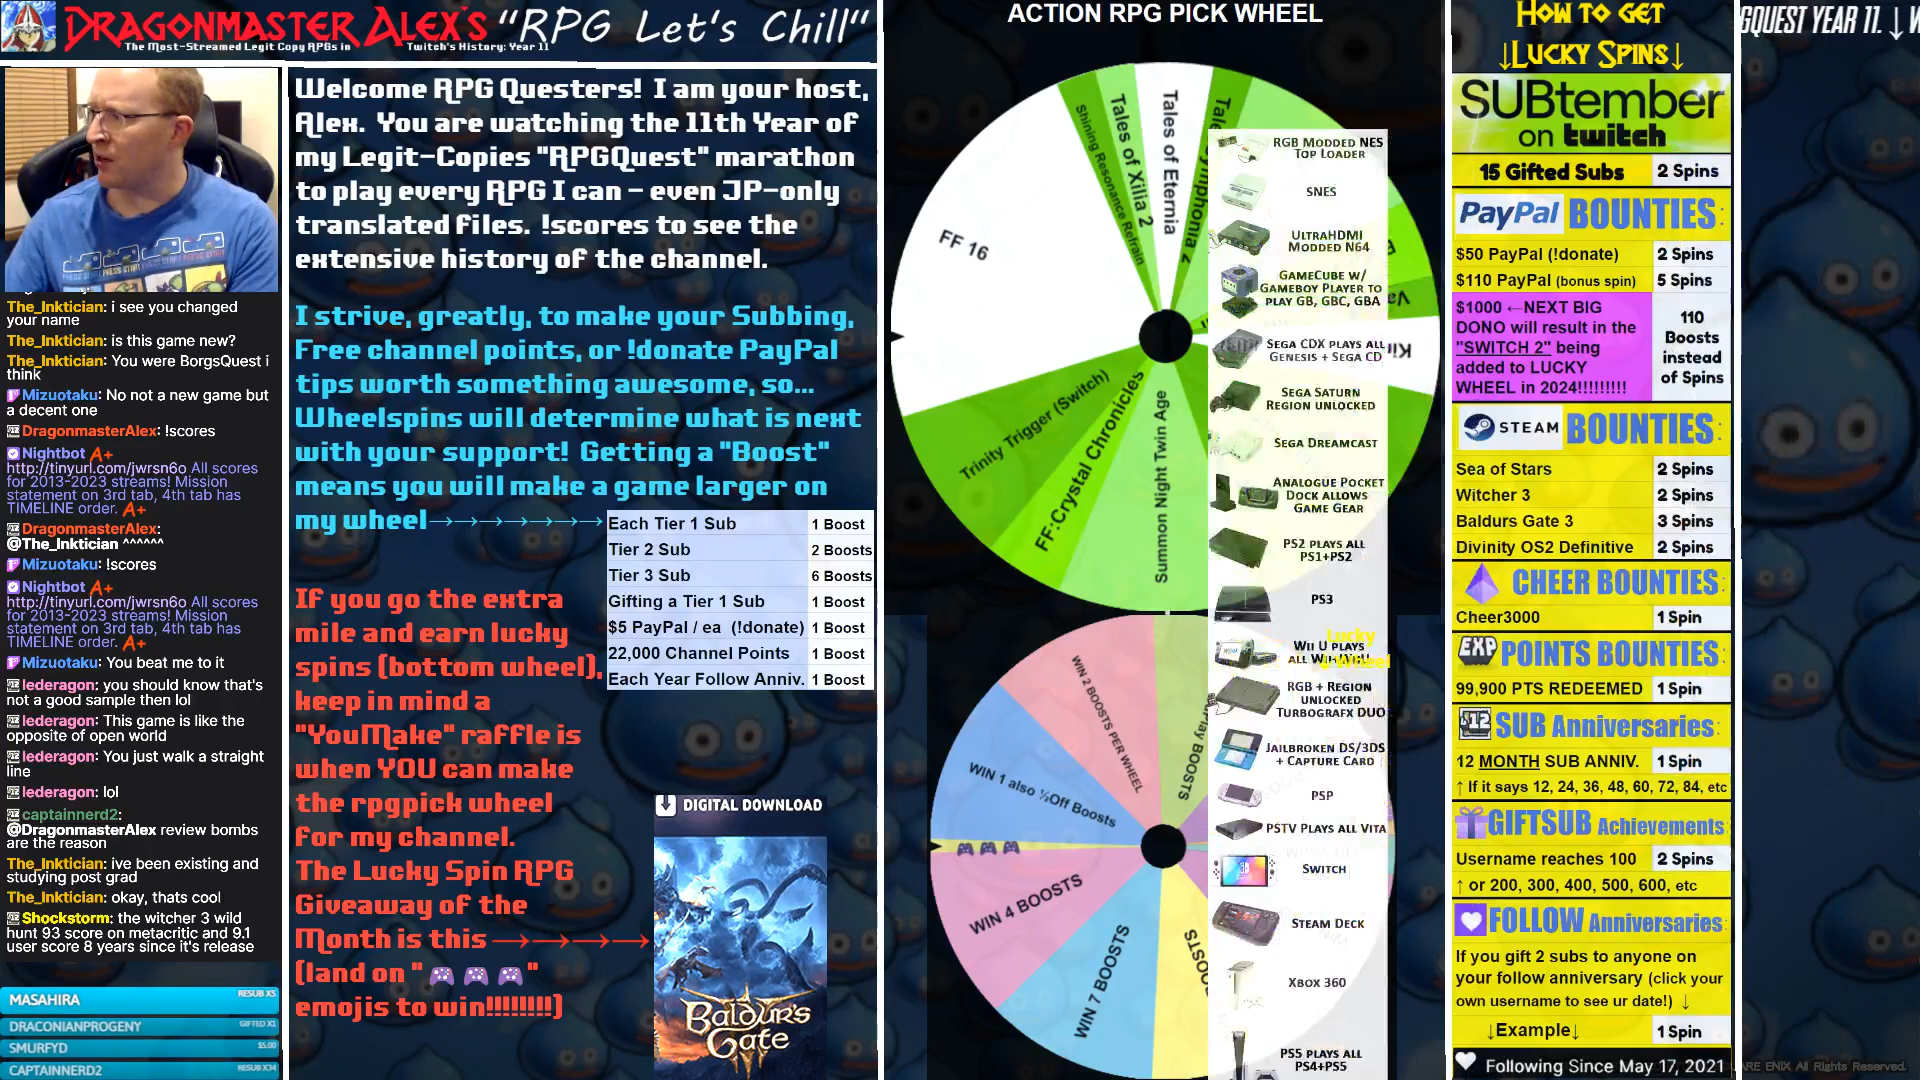 DRAGONMASTER ALEX'S "RPG Let's Chill"
The Most-Streamed Legit Copy RPGs in Twitch's History: Year 11
The_Inktician: i see you changed
your name
The_Inktician: is this game new?
The_Inktician: You were BorgsQuest i
think
Mizuotaku: No not a new game but
a decent one
DragonmasterAlex: !scores
Nightbot A+
http://tinyurl.com/jwrsn6o All scores
for 2013-2023 streams! Mission
statement on 3rd tab, 4th tab has
TIMELINE order. A+
DragonmasterAlex:
@The_Inktician ^^^^^^
Mizuotaku: !scores
Nightbot A+
http://tinyurl.com/jwrsn6o All scores
for 2013-2023 streams! Mission
statement on 3rd tab, 4th tab has
TIMELINE order. A+
Mizuotaku: You beat me to it
lederagon: you should know that's
not a good sample then lol
lederagon: This game is like the
opposite of open world
lederagon: You just walk a straight
line
lederagon: lol
captainnerd2:
@DragonmasterAlex review bombs
are the reason
The_Inktician: ive been existing and
studying post grad
The_Inktician: okay, thats cool
Shockstorm: the witcher 3 wild
hunt 93 score on metacritic and 9.1
user score 8 years since it's release
MASAHIRA RESUB X5
DRACONIANPROGENY GIFTED X1
SMURFYD $5.00
CAPTAINNERD2 RESUB X34
Welcome RPG Questers! I am your host,
Alex. You are watching the 11th Year of
my Legit-Copies "RPGQuest" marathon
to play every RPG I can - even JP-only
translated files. !scores to see the
extensive history of the channel.
I strive, greatly, to make your Subbing,
Free channel points, or !donate PayPal
tips worth something awesome, so...
Wheelspins will determine what is next
with your support! Getting a "Boost"
means you will make a game larger on
my wheel→→→→→→
Each Tier 1 Sub 1 Boost
Tier 2 Sub 2 Boosts
Tier 3 Sub 6 Boosts
Gifting a Tier 1 Sub 1 Boost
$5 PayPal / ea (!donate) 1 Boost
22,000 Channel Points 1 Boost
Each Year Follow Anniv. 1 Boost
If you go the extra
mile and earn lucky
spins (bottom wheel),
keep in mind a
"YouMake" raffle is
when YOU can make
the rpgpick wheel
for my channel.
The Lucky Spin RPG
Giveaway of the
Month is this →→→→
(land on "🎮 🎮 🎮"
emojis to win!!!!!!!!)
DIGITAL DOWNLOAD
BALDUR'S
GATE
ACTION RPG PICK WHEEL
FF 16
Shining Resonance Refrain
Tales of Xilia 2
Tales of Eternia
Trinity Trigger (Switch)
FF:Crystal Chronicles
Summon Night Twin Age
WIN 2 BOOSTS PER WHEEL
WIN 1 also ½Off Boosts
🎮🎮🎮
WIN 4 BOOSTS
WIN 7 BOOSTS
Lucky
Wheel
RGB MODDED NES
TOP LOADER
SNES
ULTRAHDMI
MODDED N64
GAMECUBE W/
GAMEBOY PLAYER TO
PLAY GB, GBC, GBA
SEGA CDX PLAYS ALL
GENESIS + SEGA CD
SEGA SATURN
REGION UNLOCKED
SEGA DREAMCAST
ANALOGUE POCKET
DOCK ALLOWS
GAME GEAR
PS2 PLAYS ALL
PS1+PS2
PS3
WII U PLAYS
ALL WII+WIIU
RGB + REGION
UNLOCKED
TURBOGRAFX DUO
JAILBROKEN DS/3DS
+ CAPTURE CARD
PSP
PSTV PLAYS ALL VITA
SWITCH
STEAM DECK
XBOX 360
PS5 PLAYS ALL
PS4+PS5
HOW TO GET
↓LUCKY SPINS↓
SUBtember
on twitch
15 Gifted Subs 2 Spins
PayPal BOUNTIES:
$50 PayPal (!donate) 2 Spins
$110 PayPal (bonus spin) 5 Spins
$1000 ←NEXT BIG
DONO will result in the
"SWITCH 2" being
added to LUCKY
WHEEL in 2024!!!!!!!!!
110
Boosts
instead
of Spins
STEAM BOUNTIES:
Sea of Stars 2 Spins
Witcher 3 2 Spins
Baldurs Gate 3 3 Spins
Divinity OS2 Definitive 2 Spins
CHEER BOUNTIES:
Cheer3000 1 Spin
EXP POINTS BOUNTIES:
99,900 PTS REDEEMED 1 Spin
12 SUB Anniversaries:
12 MONTH SUB ANNIV. 1 Spin
↑ If it says 12, 24, 36, 48, 60, 72, 84, etc
GIFTSUB Achievements
Username reaches 100 2 Spins
↑ or 200, 300, 400, 500, 600, etc
FOLLOW Anniversaries:
If you gift 2 subs to anyone on
your follow anniversary (click your
own username to see ur date!) ↓
↓Example↓ 1 Spin
Following Since May 17, 2021
GQUEST YEAR 11. ↓
ENIX All Rights Reserved.